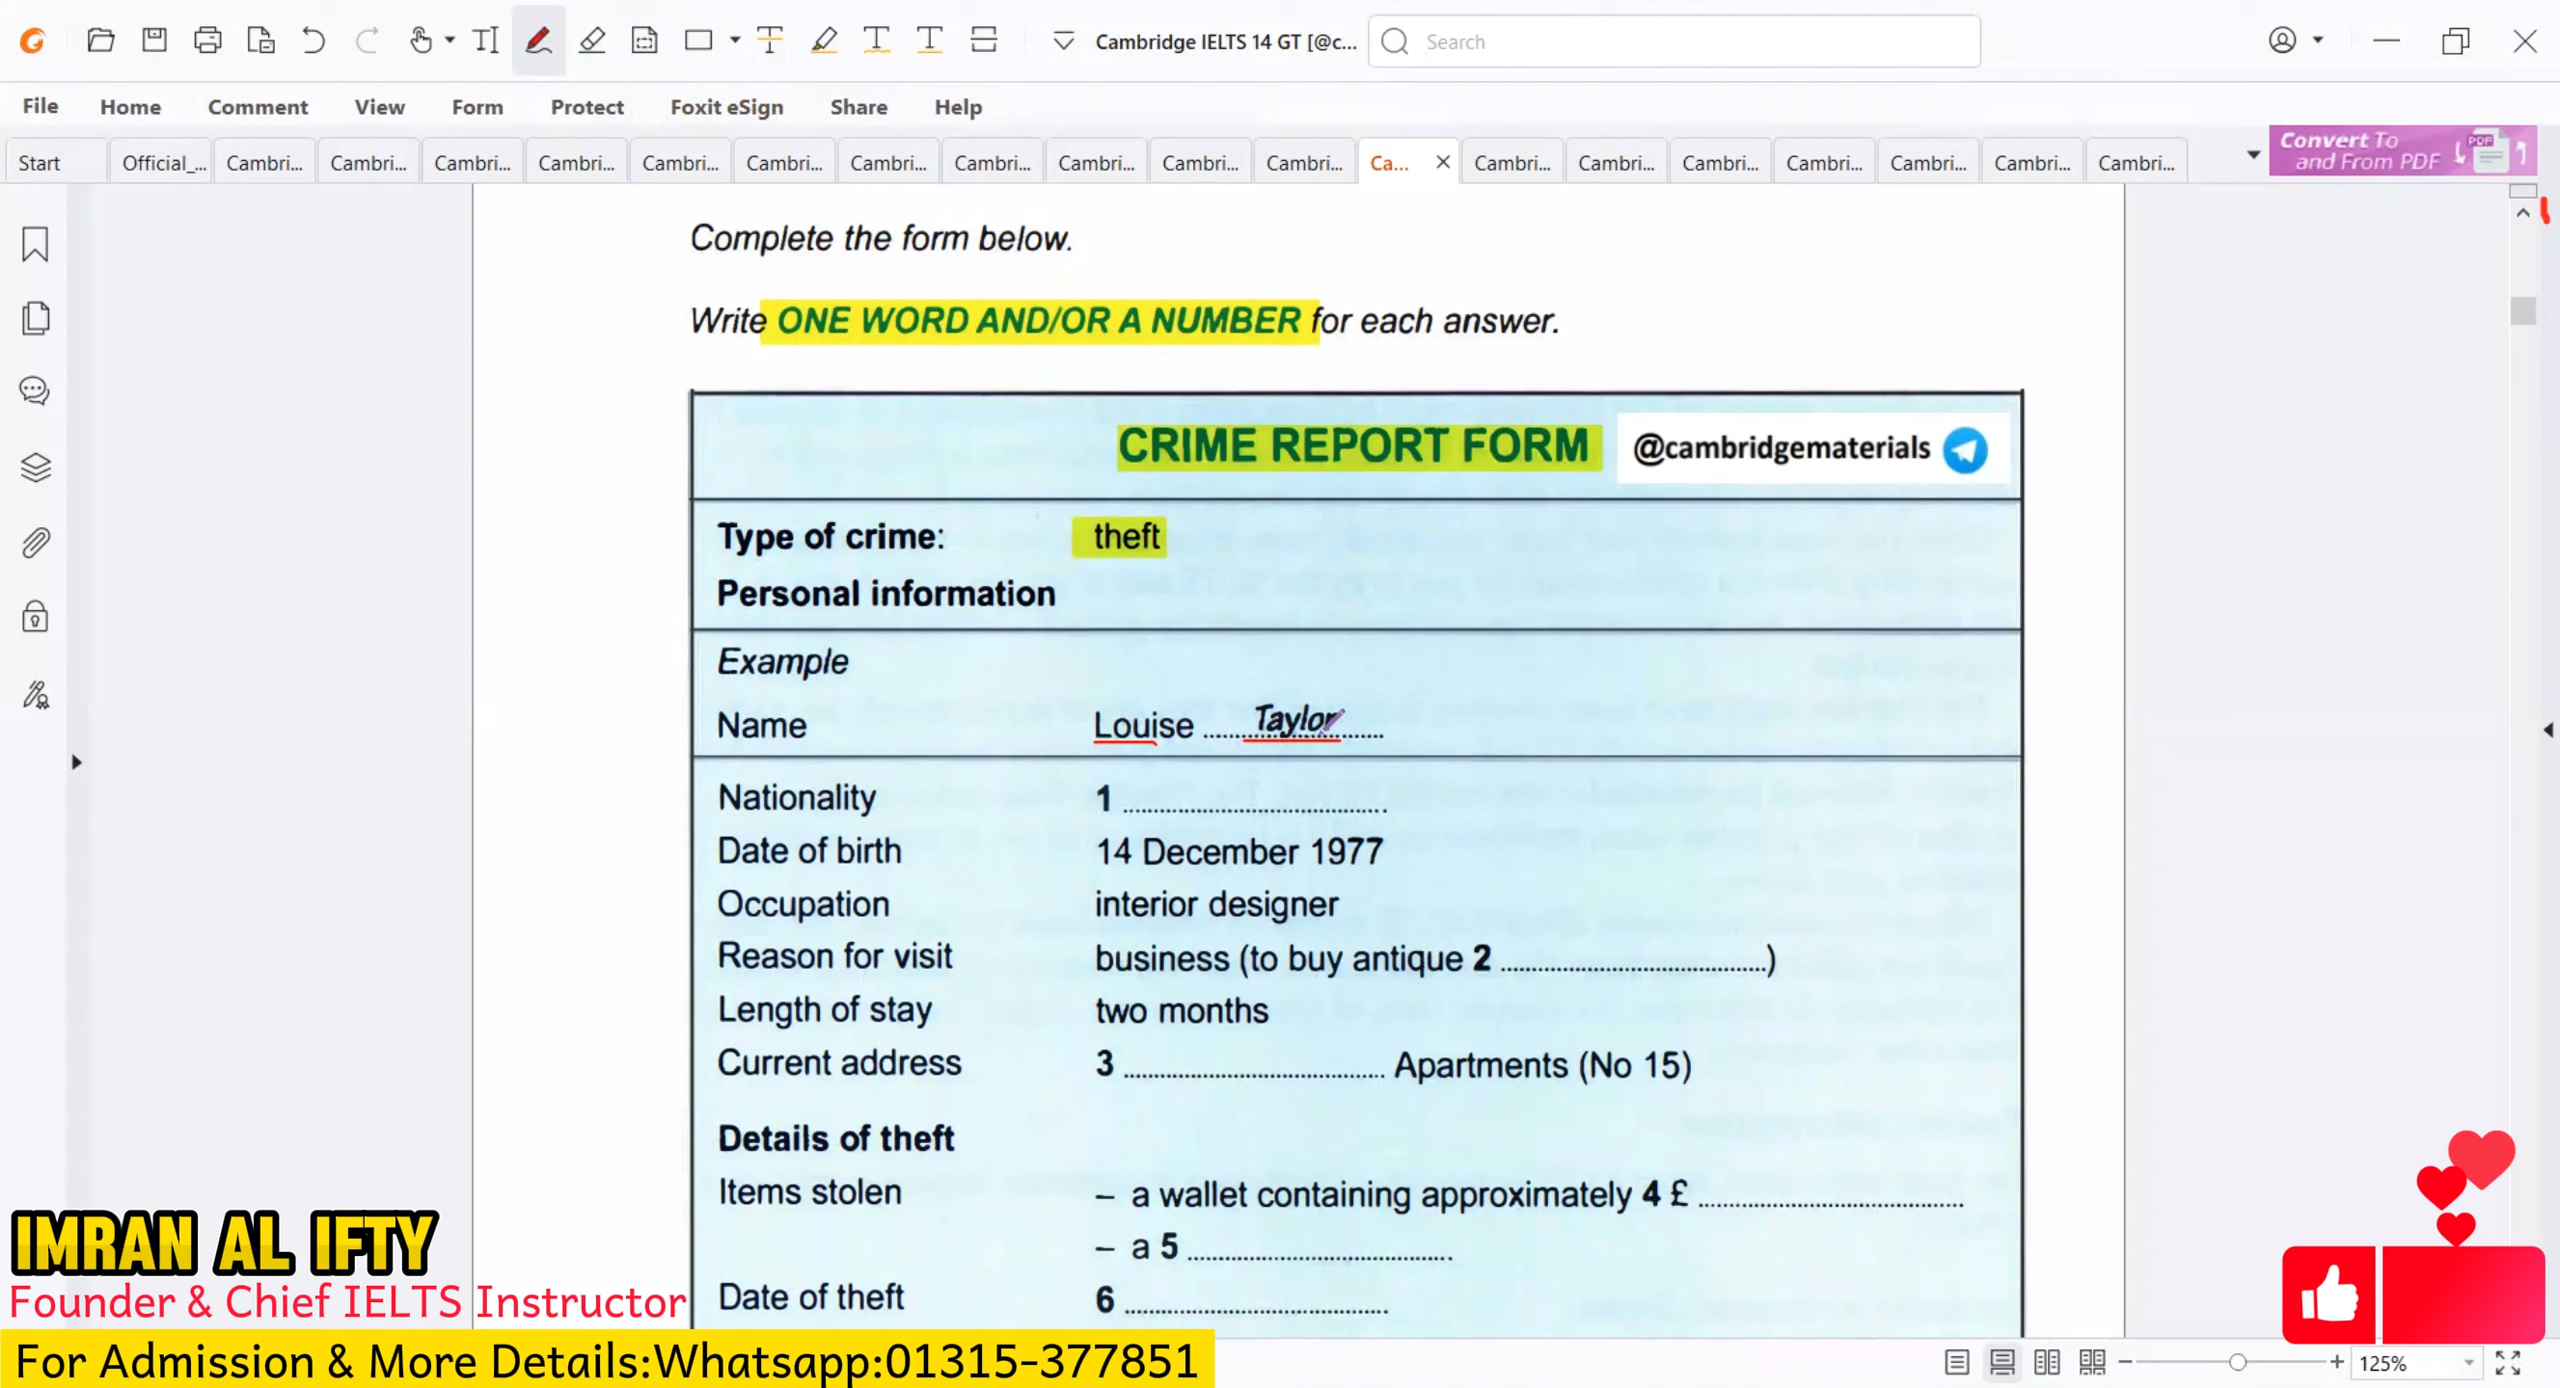 Cambridge IELTS 14 GT [@c...
Search
File Home Comment View Form Protect Foxit eSign Share Help
Start Official_... Cambri... Cambri... Cambri... Cambri... Cambri... Cambri... Cambri... Cambri... Cambri... Cambri... Cambri... Ca... Cambri... Cambri... Cambri... Cambri... Cambri... Cambri... Cambri...
Convert To
and From PDF
PDF
Complete the form below.
Write ONE WORD AND/OR A NUMBER for each answer.
CRIME REPORT FORM @cambridgematerials
Type of crime: theft
Personal information
Example
Name Louise ........ Taylor ........
Nationality 1 ........................
Date of birth 14 December 1977
Occupation interior designer
Reason for visit business (to buy antique 2 ........................)
Length of stay two months
Current address 3 ........................ Apartments (No 15)
Details of theft
Items stolen – a wallet containing approximately 4 £ ........................
– a 5 ........................
Date of theft 6 ........................
IMRAN AL IFTY
Founder & Chief IELTS Instructor
For Admission & More Details:Whatsapp:01315-377851
125%